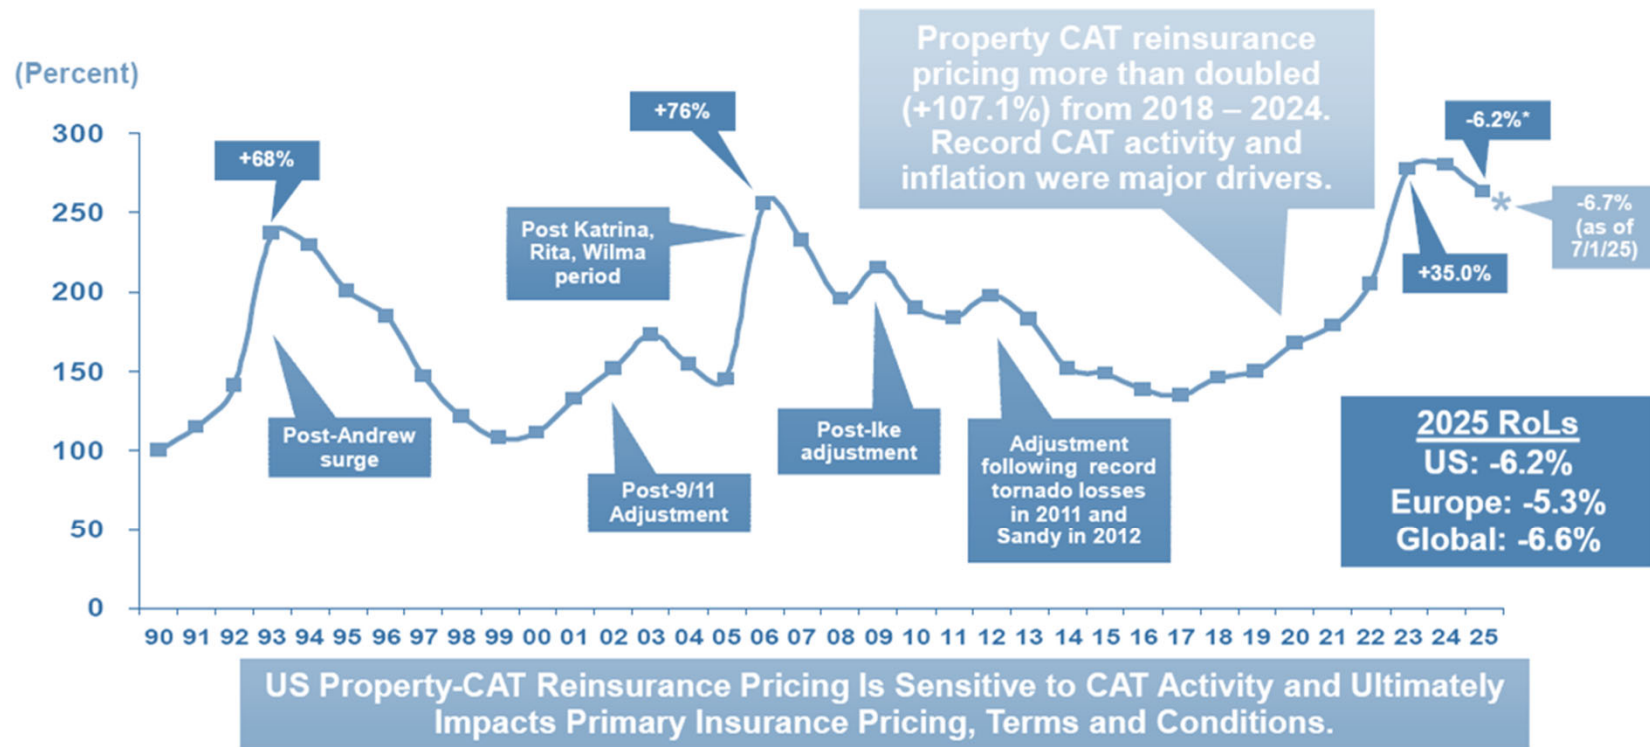 (Percent)
300
250
200
150
100
50
0
+68%
Post-Andrew
surge
Post-9/11
Adjustment
Post Katrina,
Rita, Wilma
period
+76%
Post-Ike
adjustment
Adjustment
following record
tornado losses
in 2011 and
Sandy in 2012
Property CAT reinsurance
pricing more than doubled
(+107.1%) from 2018 – 2024.
Record CAT activity and
inflation were major drivers.
-6.2%*
+35.0%
*
-6.7%
(as of
7/1/25)
2025 RoLs
US: -6.2%
Europe: -5.3%
Global: -6.6%
90 91 92 93 94 95 96 97 98 99 00 01 02 03 04 05 06 07 08 09 10 11 12 13 14 15 16 17 18 19 20 21 22 23 24 25
US Property-CAT Reinsurance Pricing Is Sensitive to CAT Activity and Ultimately
Impacts Primary Insurance Pricing, Terms and Conditions.